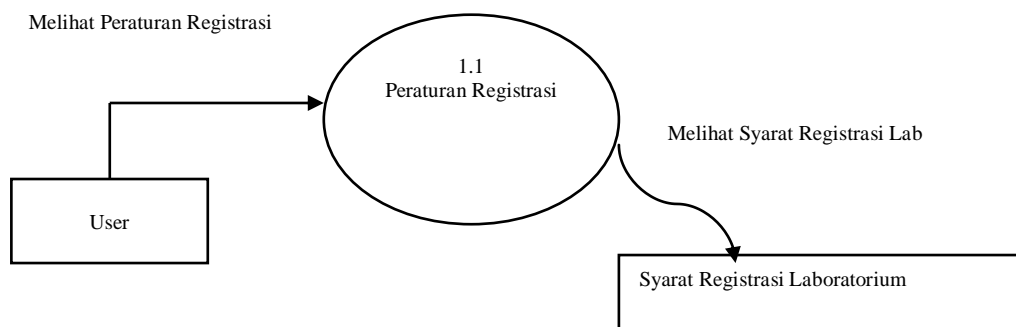 Melihat Peraturan Registrasi
1.1
Peraturan Registrasi
Melihat Syarat Registrasi Lab
User
Syarat Registrasi Laboratorium